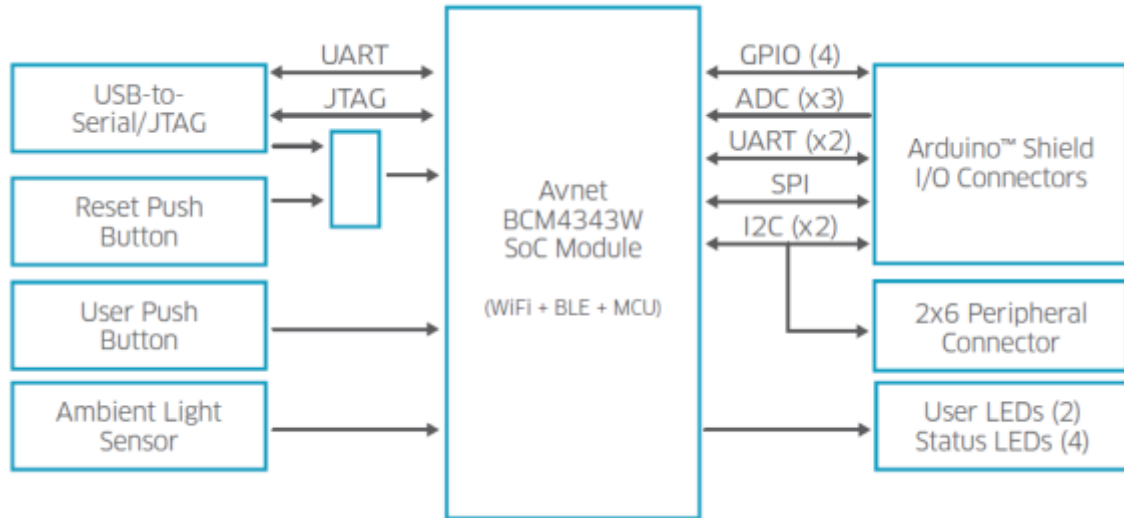 UART
USB-to-
Serial/JTAG
JTAG
Reset Push
Button
User Push
Button
Ambient Light
Sensor
Avnet
BCM4343W
SoC Module
(WiFi + BLE + MCU)
GPIO (4)
ADC (x3)
UART (x2)
SPI
I2C (x2)
Arduino™ Shield
I/O Connectors
2x6 Peripheral
Connector
User LEDs (2)
Status LEDs (4)